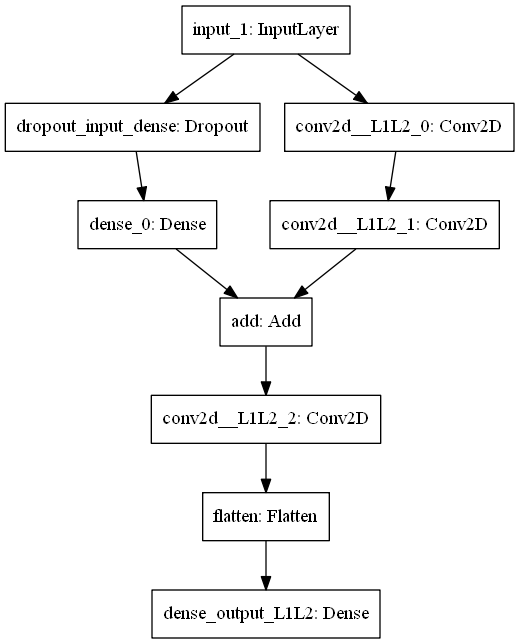 input_1: InputLayer
dropout_input_dense: Dropout
conv2d__L1L2_0: Conv2D
dense_0: Dense
conv2d__L1L2_1: Conv2D
add: Add
conv2d__L1L2_2: Conv2D
flatten: Flatten
dense_output_L1L2: Dense